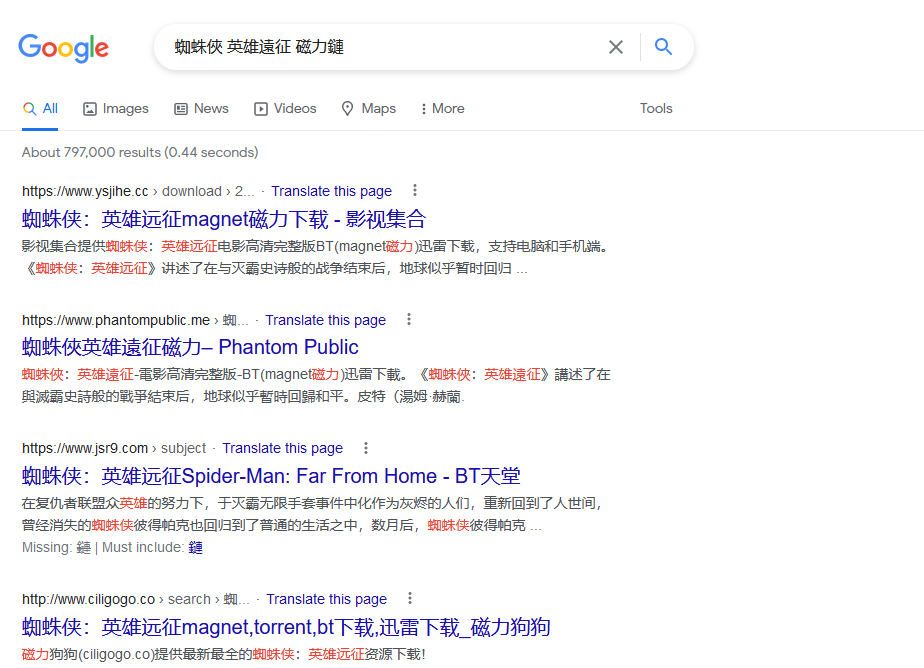 Google
蜘蛛俠 英雄遠征 磁力鏈
All Images News Videos Maps More Tools
About 797,000 results (0.44 seconds)
https://www.ysjihe.cc › download › 2... · Translate this page
蜘蛛侠：英雄远征magnet磁力下载 - 影视集合
影视集合提供蜘蛛侠：英雄远征电影高清完整版BT(magnet磁力)迅雷下载，支持电脑和手机端。
《蜘蛛侠：英雄远征》讲述了在与灭霸史诗般的战争结束后，地球似乎暂时回归 ...
https://www.phantompublic.me › 蜘... · Translate this page
蜘蛛俠英雄遠征磁力– Phantom Public
蜘蛛俠：英雄遠征-電影高清完整版-BT(magnet磁力)迅雷下載。《蜘蛛俠：英雄遠征》講述了在
與滅霸史詩般的戰爭結束后，地球似乎暫時回歸和平。皮特（湯姆·赫蘭.
https://www.jsr9.com › subject · Translate this page
蜘蛛侠：英雄远征Spider-Man: Far From Home - BT天堂
在复仇者联盟众英雄的努力下，于灭霸无限手套事件中化作为灰烬的人们，重新回到了人世间，
曾经消失的蜘蛛侠彼得帕克也回归到了普通的生活之中，数月后，蜘蛛侠彼得帕克 ...
Missing: 鏈 | Must include: 鏈
http://www.ciligogo.co › search › 蜘... · Translate this page
蜘蛛侠：英雄远征magnet,torrent,bt下载,迅雷下载_磁力狗狗
磁力狗狗(ciligogo.co)提供最新最全的蜘蛛侠：英雄远征资源下载!